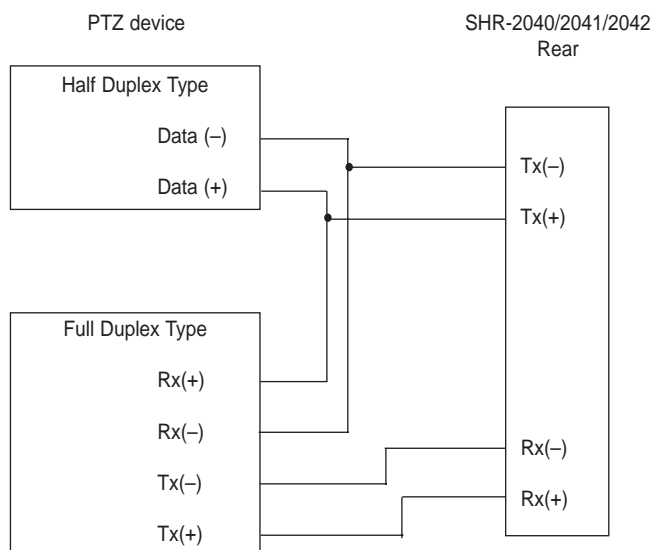 PTZ device
SHR-2040/2041/2042
Rear
Half Duplex Type
Data (–)
Data (+)
Tx(–)
Tx(+)
Full Duplex Type
Rx(+)
Rx(–)
Tx(–)
Tx(+)
Rx(–)
Rx(+)